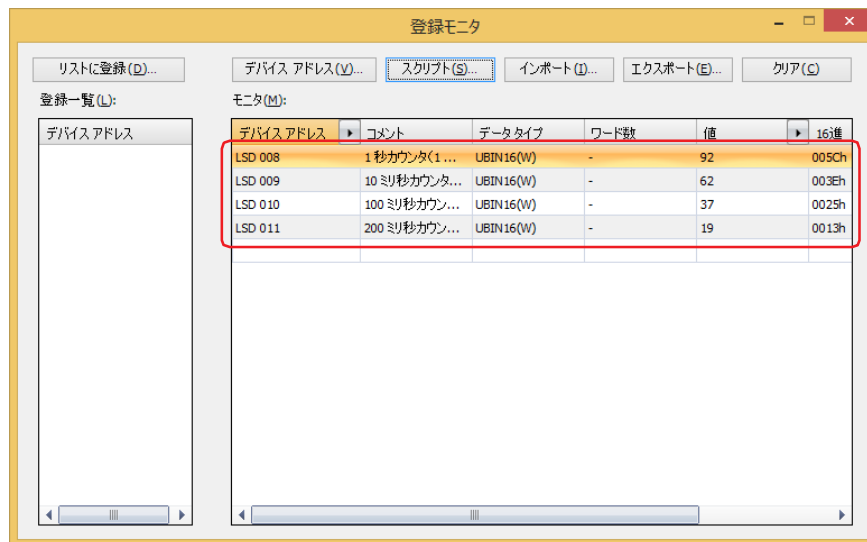 登録モニタ
リストに登録(D)... デバイス アドレス(V)... スクリプト(S)... インポート(I)... エクスポート(E)... クリア(C)
登録一覧(L): モニタ(M):
デバイス アドレス デバイス アドレス コメント データ タイプ ワード数 値 16進
LSD 008 1 秒カウンタ(1 ... UBIN16(W) - 92 005Ch
LSD 009 10 ミリ秒カウンタ... UBIN16(W) - 62 003Eh
LSD 010 100 ミリ秒カウン... UBIN16(W) - 37 0025h
LSD 011 200 ミリ秒カウン... UBIN16(W) - 19 0013h